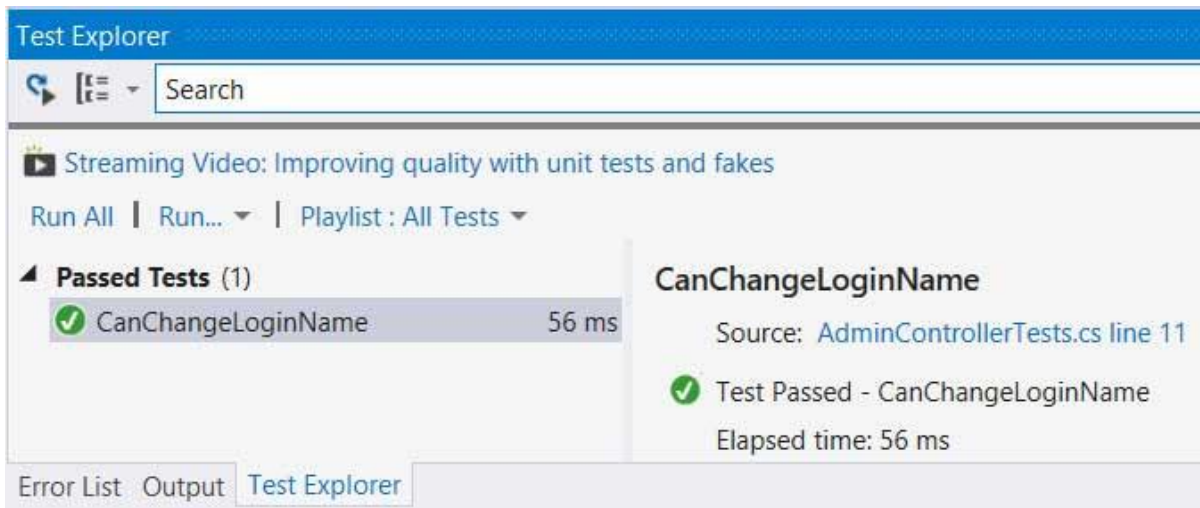 Test Explorer
Search
Streaming Video: Improving quality with unit tests and fakes
Run All | Run... | Playlist : All Tests
Passed Tests (1)
CanChangeLoginName 56 ms
CanChangeLoginName
Source: AdminControllerTests.cs line 11
Test Passed - CanChangeLoginName
Elapsed time: 56 ms
Error List Output Test Explorer